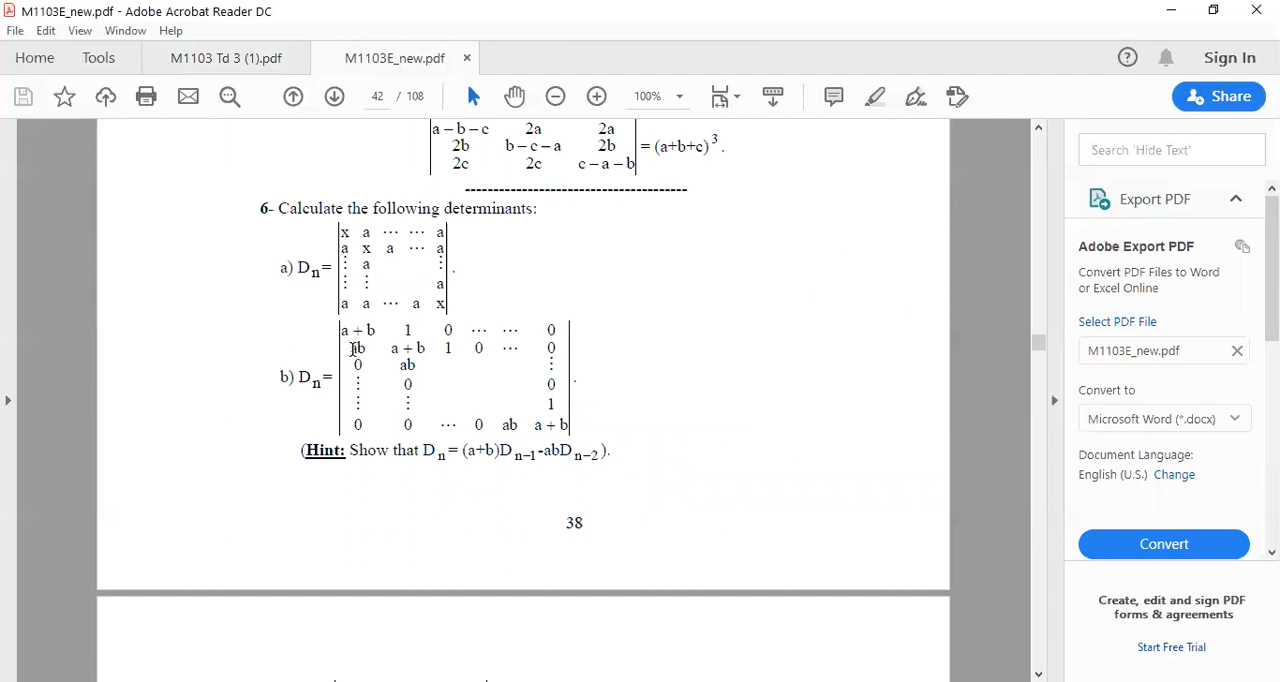 M1103E_new.pdf - Adobe Acrobat Reader DC
File Edit View Window Help
Home Tools M1103 Td 3 (1).pdf M1103E_new.pdf × ? Sign In
42 / 108 100% Share
a – b – c 2a 2a
2b b – c – a 2b = (a+b+c)³.
2c 2c c – a – b
---------------------------------------
6- Calculate the following determinants:
x a ⋯ ⋯ a
a x a ⋯ a
a) Dn= ⋮ a ⋮ .
⋮ ⋮ a
a a ⋯ a x
a + b 1 0 ⋯ ⋯ 0
ab a + b 1 0 ⋯ 0
0 ab ⋮
b) Dn= ⋮ 0 0 .
⋮ ⋮ 1
0 0 ⋯ 0 ab a + b
(Hint: Show that Dn= (a+b)Dn–1-abDn–2).
38
Search 'Hide Text'
Export PDF
Adobe Export PDF
Convert PDF Files to Word
or Excel Online
Select PDF File
M1103E_new.pdf ×
Convert to
Microsoft Word (*.docx)
Document Language:
English (U.S.) Change
Convert
Create, edit and sign PDF
forms & agreements
Start Free Trial